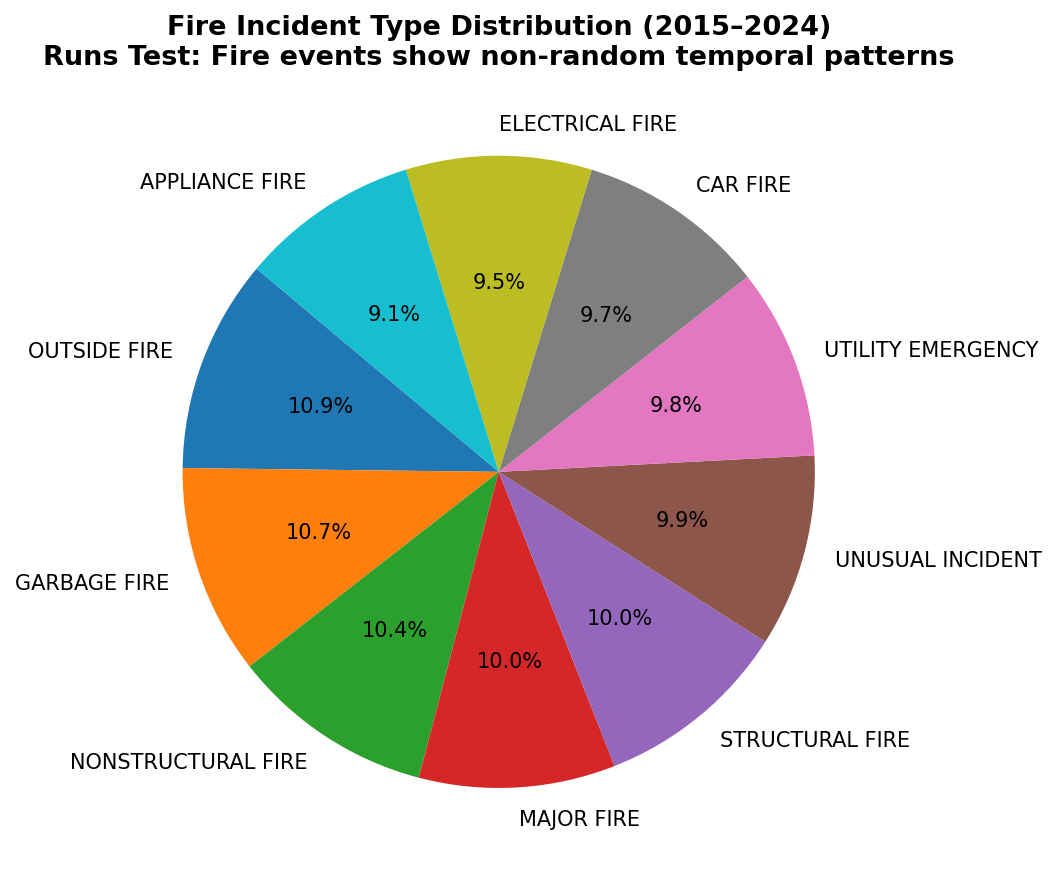 Fire Incident Type Distribution (2015–2024)
Runs Test: Fire events show non-random temporal patterns
ELECTRICAL FIRE
APPLIANCE FIRE
CAR FIRE
9.5%
9.1%
9.7%
OUTSIDE FIRE
UTILITY EMERGENCY
10.9%
9.8%
10.7%
9.9%
GARBAGE FIRE
UNUSUAL INCIDENT
10.4%
10.0%
10.0%
NONSTRUCTURAL FIRE
STRUCTURAL FIRE
MAJOR FIRE